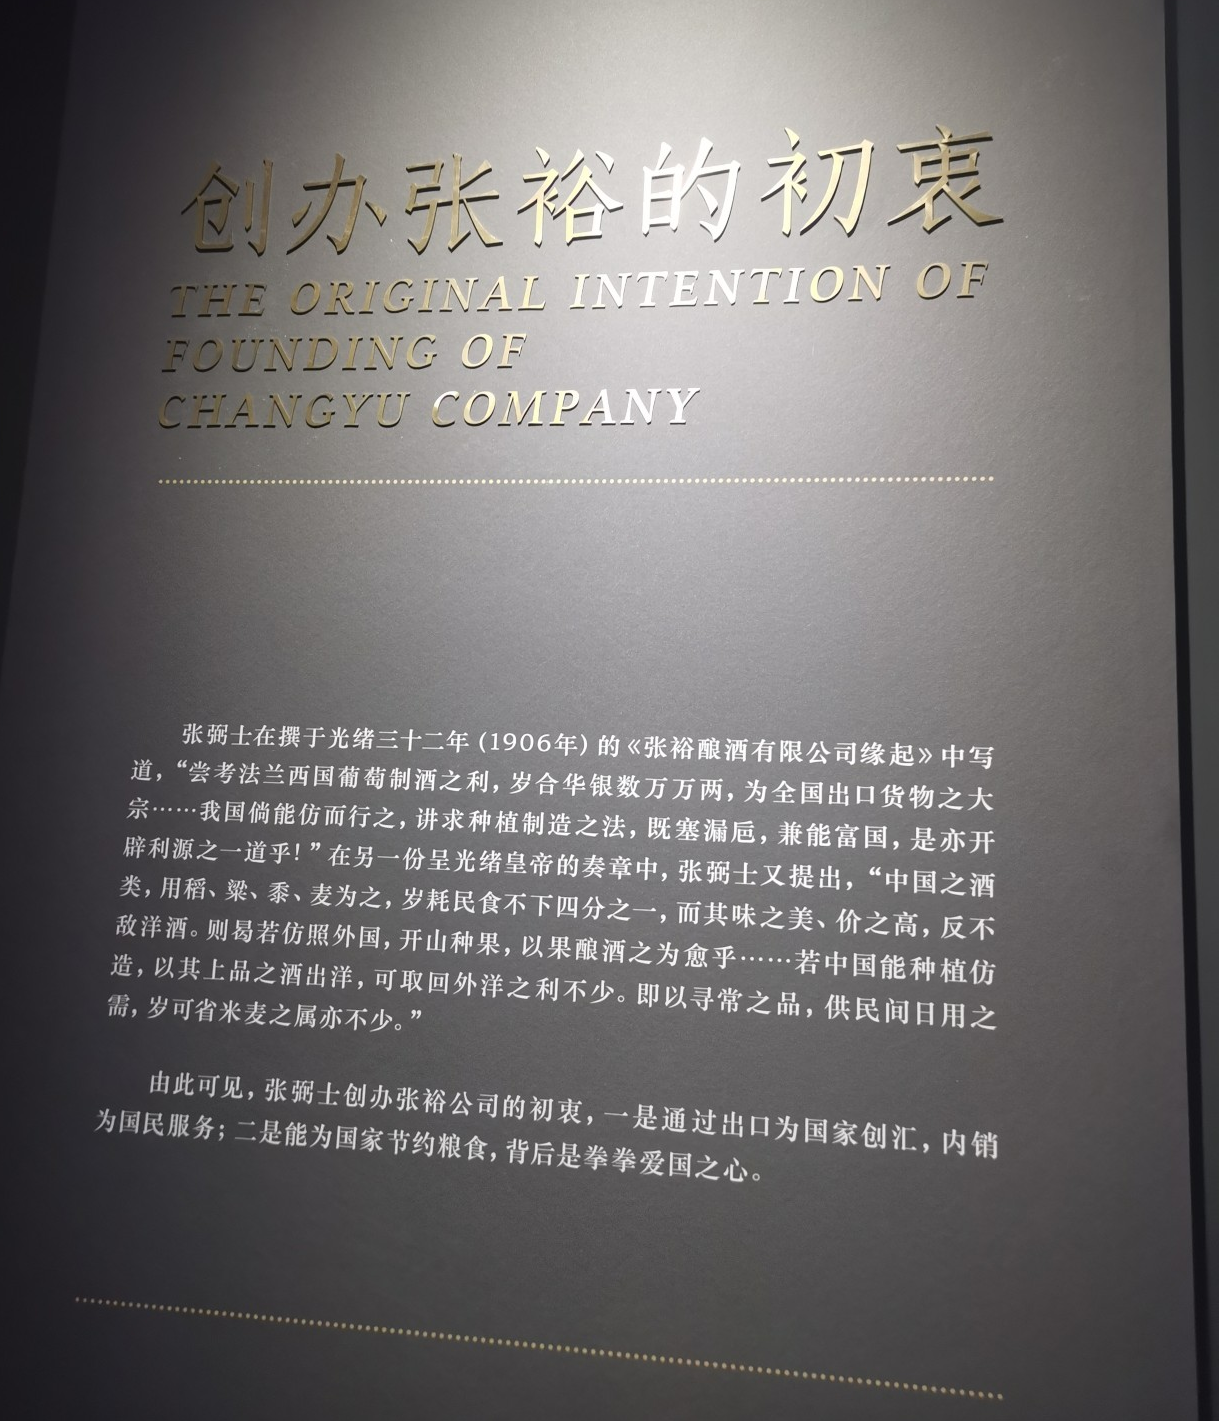 创办张裕的初衷
THE ORIGINAL INTENTION OF
FOUNDING OF
CHANGYU COMPANY
张弼士在撰于光绪三十二年(1906年)的《张裕酿酒有限公司缘起》中写
道,“尝考法兰西国葡萄制酒之利,岁合华银数万万两,为全国出口货物之大
宗……我国倘能仿而行之,讲求种植制造之法,既塞漏卮,兼能富国,是亦开
辟利源之一道乎!”在另一份呈光绪皇帝的奏章中,张弼士又提出,“中国之酒
类,用稻、粱、黍、麦为之,岁耗民食不下四分之一,而其味之美、价之高,反不
敌洋酒。则曷若仿照外国,开山种果,以果酿酒之为愈乎……若中国能种植仿
造,以其上品之酒出洋,可取回外洋之利不少。即以寻常之品,供民间日用之
需,岁可省米麦之属亦不少。”
由此可见,张弼士创办张裕公司的初衷,一是通过出口为国家创汇,内销
为国民服务;二是能为国家节约粮食,背后是拳拳爱国之心。